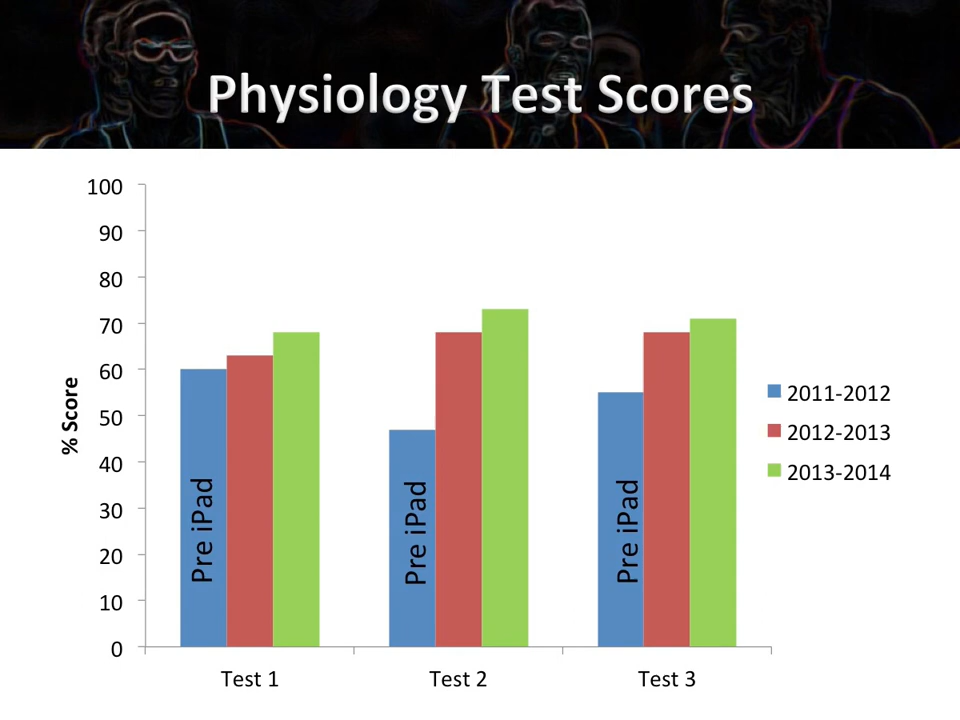 Physiology Test Scores
100
90
80
70
60
50
40
30
20
10
0
% Score
Pre iPad
Pre iPad
Pre iPad
Test 1
Test 2
Test 3
2011-2012
2012-2013
2013-2014